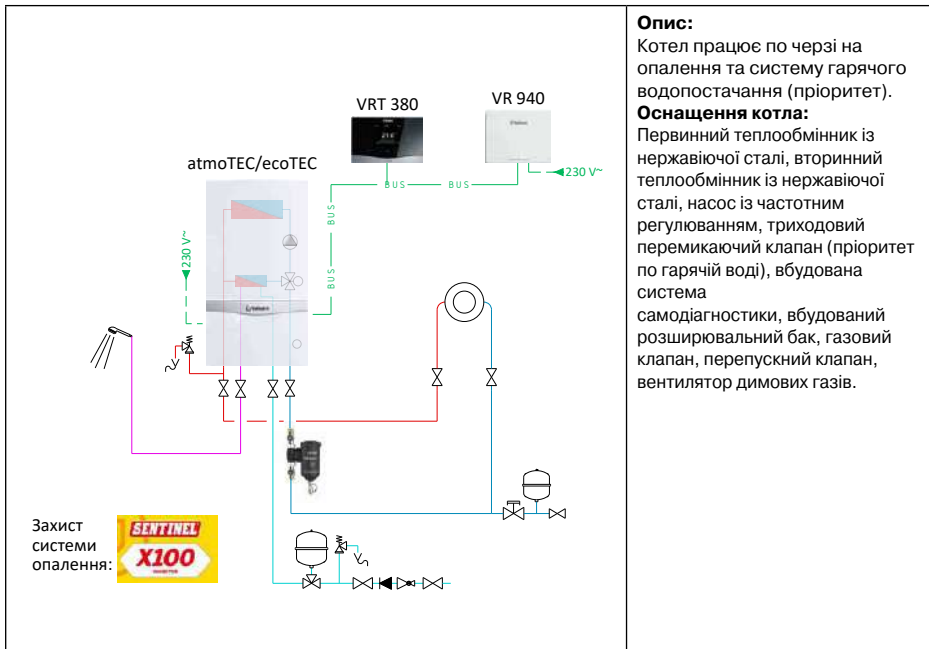 VRT 380
VR 940
atmoTEC/ecoTEC
BUS
BUS
230 V~
230 V~
BUS
BUS
Vaillant
Захист
системи
опалення:
SENTINEL
X100
Опис:
Котел працює по черзі на
опалення та систему гарячого
водопостачання (пріоритет).
Оснащення котла:
Первинний теплообмінник із
нержавіючої сталі, вторинний
теплообмінник із нержавіючої
сталі, насос із частотним
регулюванням, триходовий
перемикаючий клапан (пріоритет
по гарячій воді), вбудована
система
самодіагностики, вбудований
розширювальний бак, газовий
клапан, перепускний клапан,
вентилятор димових газів.